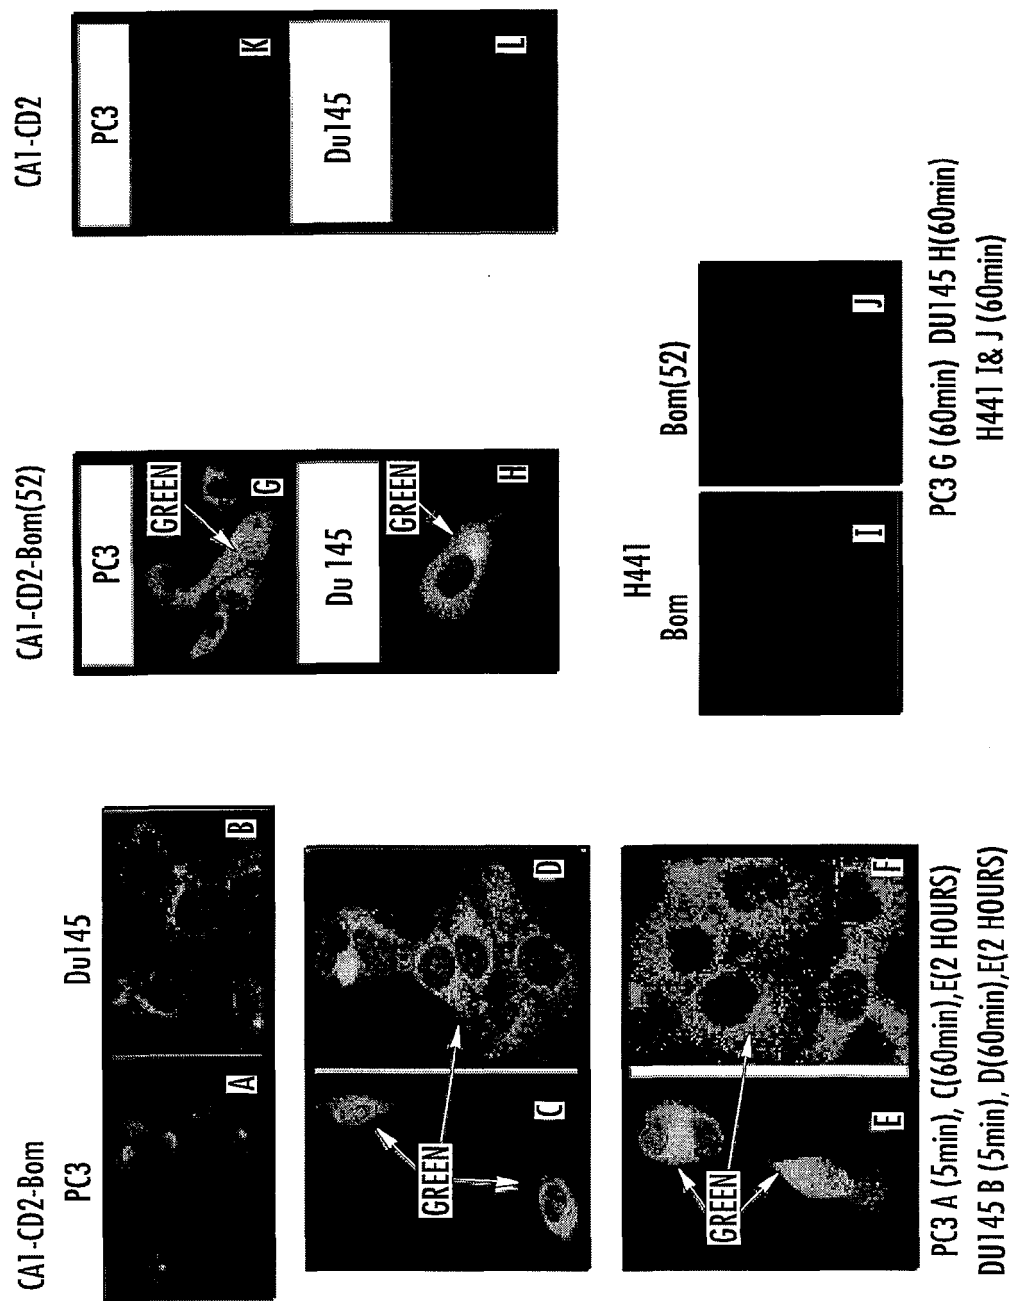 CA1-CD2-Bom
PC3
Du145
A
B
C
D
GREEN
E
F
GREEN
PC3 A (5min), C(60min),E(2 HOURS)
DU145 B (5min), D(60min),E(2 HOURS)
CA1-CD2-Bom(52)
PC3
GREEN
G
Du 145
GREEN
H
H441
Bom
Bom(52)
I
J
PC3 G (60min) DU145 H(60min)
H441 I& J (60min)
CA1-CD2
PC3
K
Du145
L